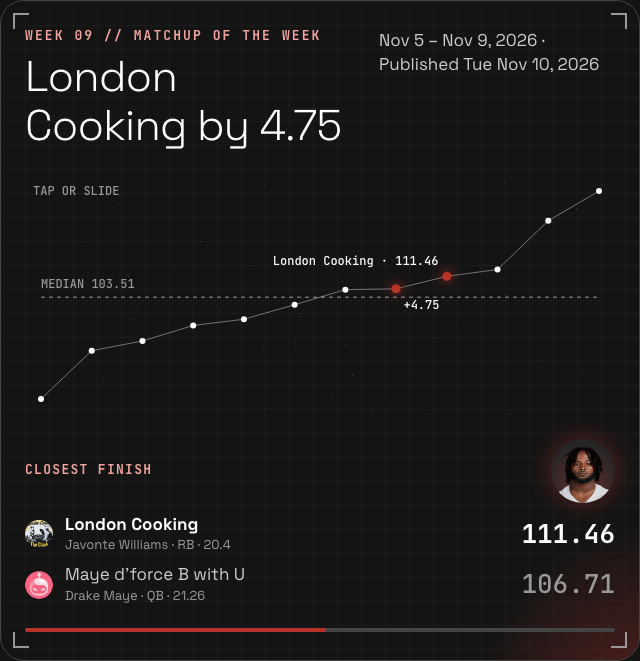 WEEK 09 // MATCHUP OF THE WEEK
Nov 5 – Nov 9, 2026 ·
Published Tue Nov 10, 2026
London
Cooking by 4.75
TAP OR SLIDE
London Cooking · 111.46
MEDIAN 103.51
+4.75
CLOSEST FINISH
London Cooking
Javonte Williams · RB · 20.4
111.46
Maye d'force B with U
Drake Maye · QB · 21.26
106.71